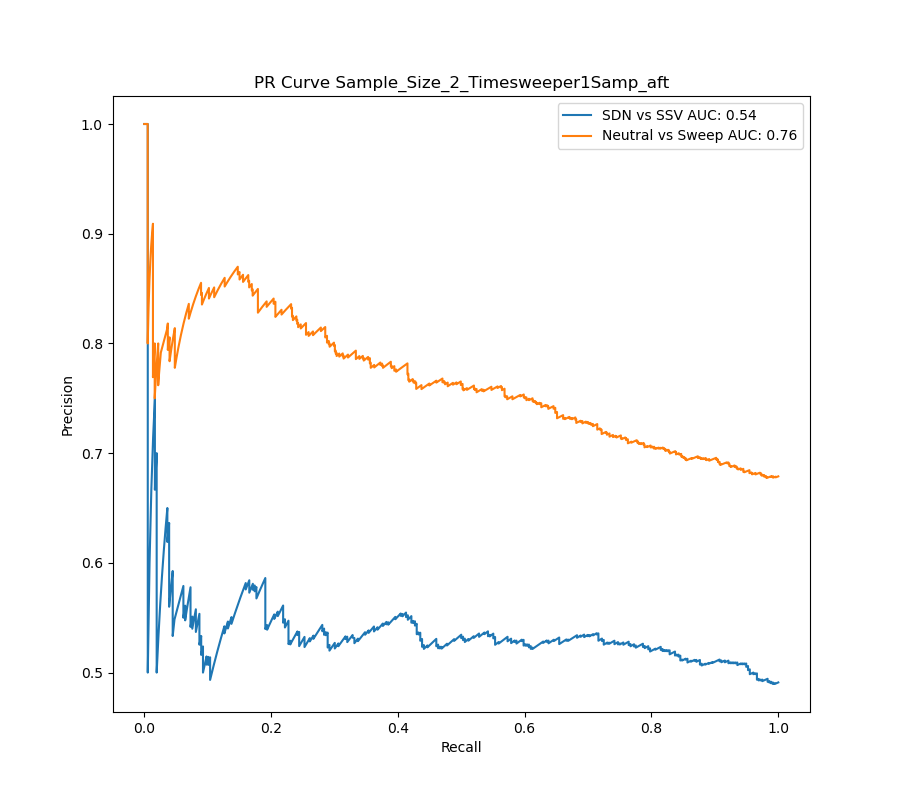 PR Curve Sample_Size_2_Timesweeper1Samp_aft
SDN vs SSV AUC: 0.54
Neutral vs Sweep AUC: 0.76
1.0
0.9
0.8
0.7
0.6
0.5
Precision
0.0
0.2
0.4
0.6
0.8
1.0
Recall